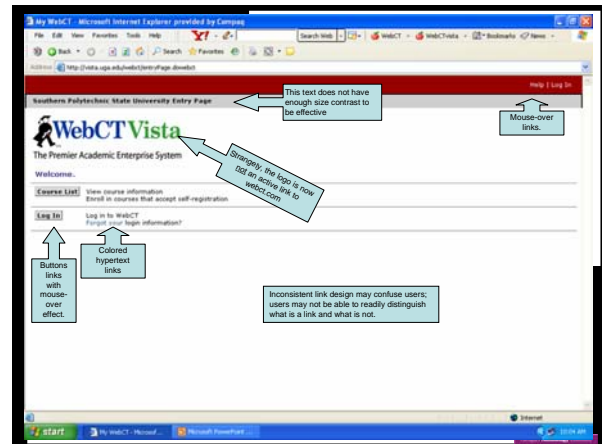 My WebCT - Microsoft Internet Explorer provided by Compaq
File Edit View Favorites Tools Help
Y! Search Web WebCT WebCTVista Bookmarks News
Back Search Favorites
Address http://vista.uga.edu/webct/entryPage.dowebct
Help | Log In
Southern Polytechnic State University Entry Page
This text does not have
enough size contrast to
be effective
Mouse-over
links.
WebCT Vista
The Premier Academic Enterprise System
Strangely, the logo is now
not an active link to
webct.com
Welcome.
Course List View course information
Enroll in courses that accept self-registration
Log In Log in to WebCT
Forgot your login information?
Buttons
links
with
mouse-
over
effect.
Colored
hypertext
links
Inconsistent link design may confuse users;
users may not be able to readily distinguish
what is a link and what is not.
Internet
start My WebCT - Microsof... Microsoft PowerPoint ... 10:04 AM